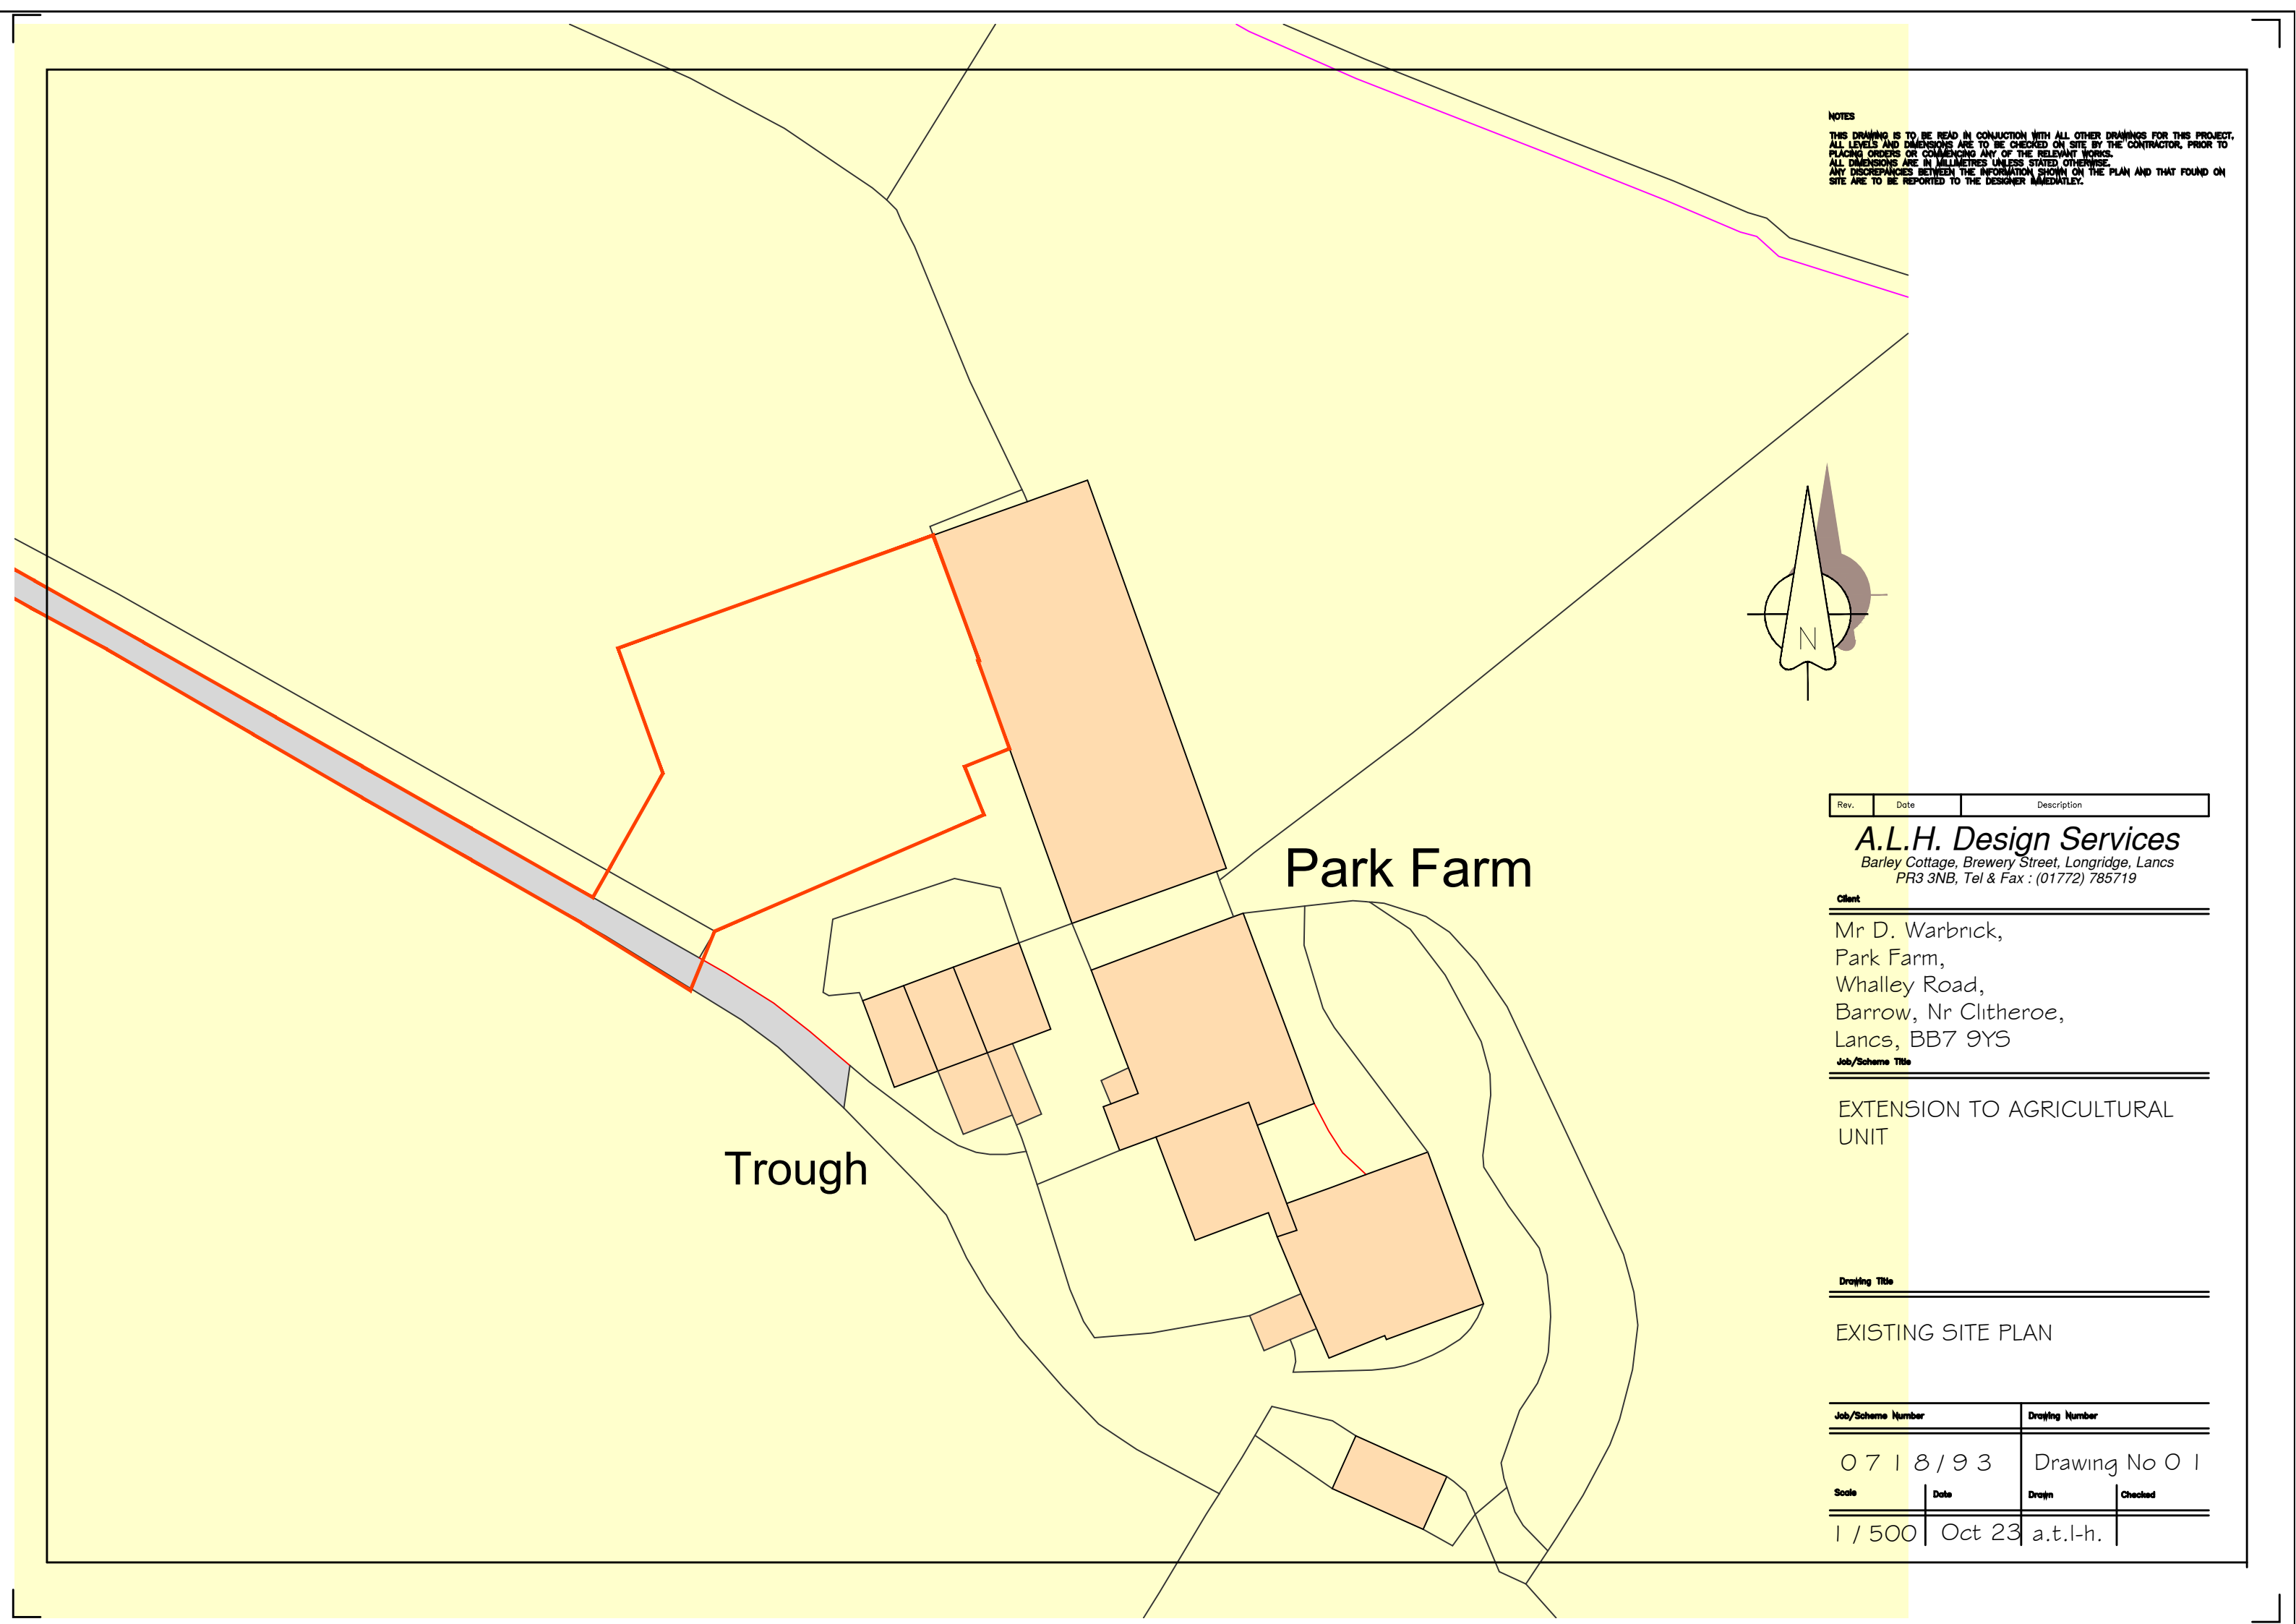 NOTES
THIS DRAWING IS TO BE READ IN CONJUCTION WITH ALL OTHER DRAWINGS FOR THIS PROJECT.
ALL LEVELS AND DIMENSIONS ARE TO BE CHECKED ON SITE BY THE CONTRACTOR, PRIOR TO
PLACING ORDERS OR COMMENCING ANY OF THE RELEVANT WORKS.
ALL DIMENSIONS ARE IN MILLIMETRES UNLESS STATED OTHERWISE.
ANY DISCREPANCIES BETWEEN THE INFORMATION SHOWN ON THE PLAN AND THAT FOUND ON
SITE ARE TO BE REPORTED TO THE DESIGNER IMMEDIATLEY.
N
Park Farm
Trough
Rev. Date Description
A.L.H. Design Services
Barley Cottage, Brewery Street, Longridge, Lancs
PR3 3NB, Tel & Fax : (01772) 785719
Client
Mr D. Warbrick,
Park Farm,
Whalley Road,
Barrow, Nr Clitheroe,
Lancs, BB7 9YS
Job/Scheme Title
EXTENSION TO AGRICULTURAL
UNIT
Drawing Title
EXISTING SITE PLAN
Job/Scheme Number Drawing Number
0718/93 Drawing No 01
Scale Date Drawn Checked
1/500 Oct 23 a.t.l-h.